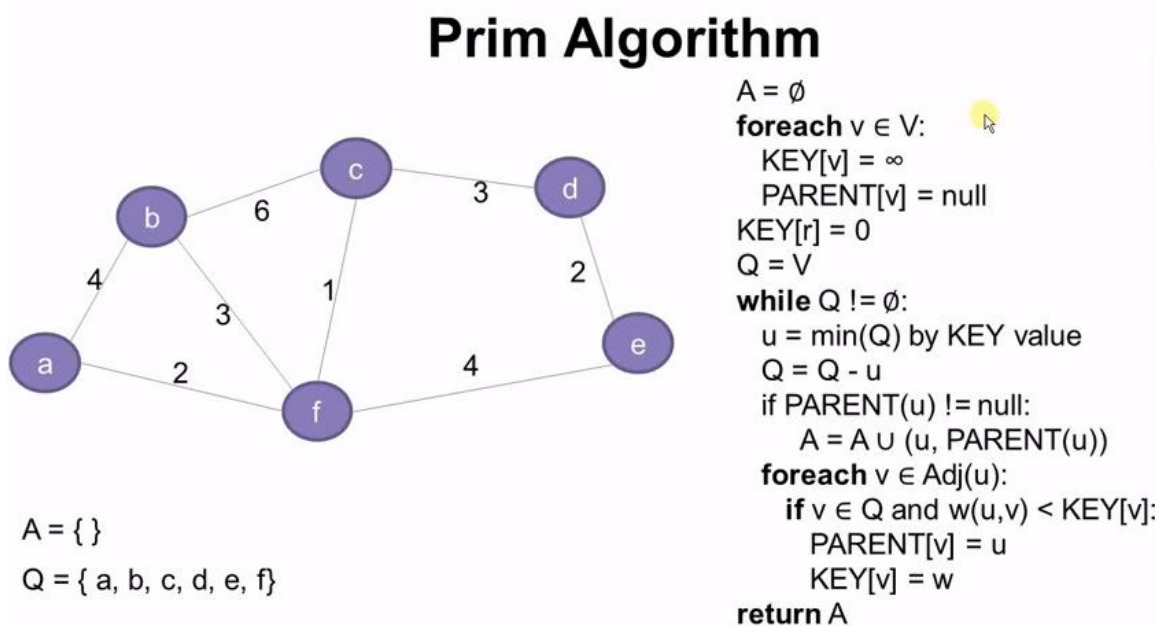 Prim Algorithm
A = ∅
foreach v ∈ V:
KEY[v] = ∞
PARENT[v] = null
KEY[r] = 0
Q = V
while Q != ∅:
u = min(Q) by KEY value
Q = Q - u
if PARENT(u) != null:
A = A ∪ (u, PARENT(u))
foreach v ∈ Adj(u):
if v ∈ Q and w(u,v) < KEY[v]:
PARENT[v] = u
KEY[v] = w
return A
c
d
b
6
3
4
3
1
2
a
2
4
e
f
A = { }
Q = { a, b, c, d, e, f}